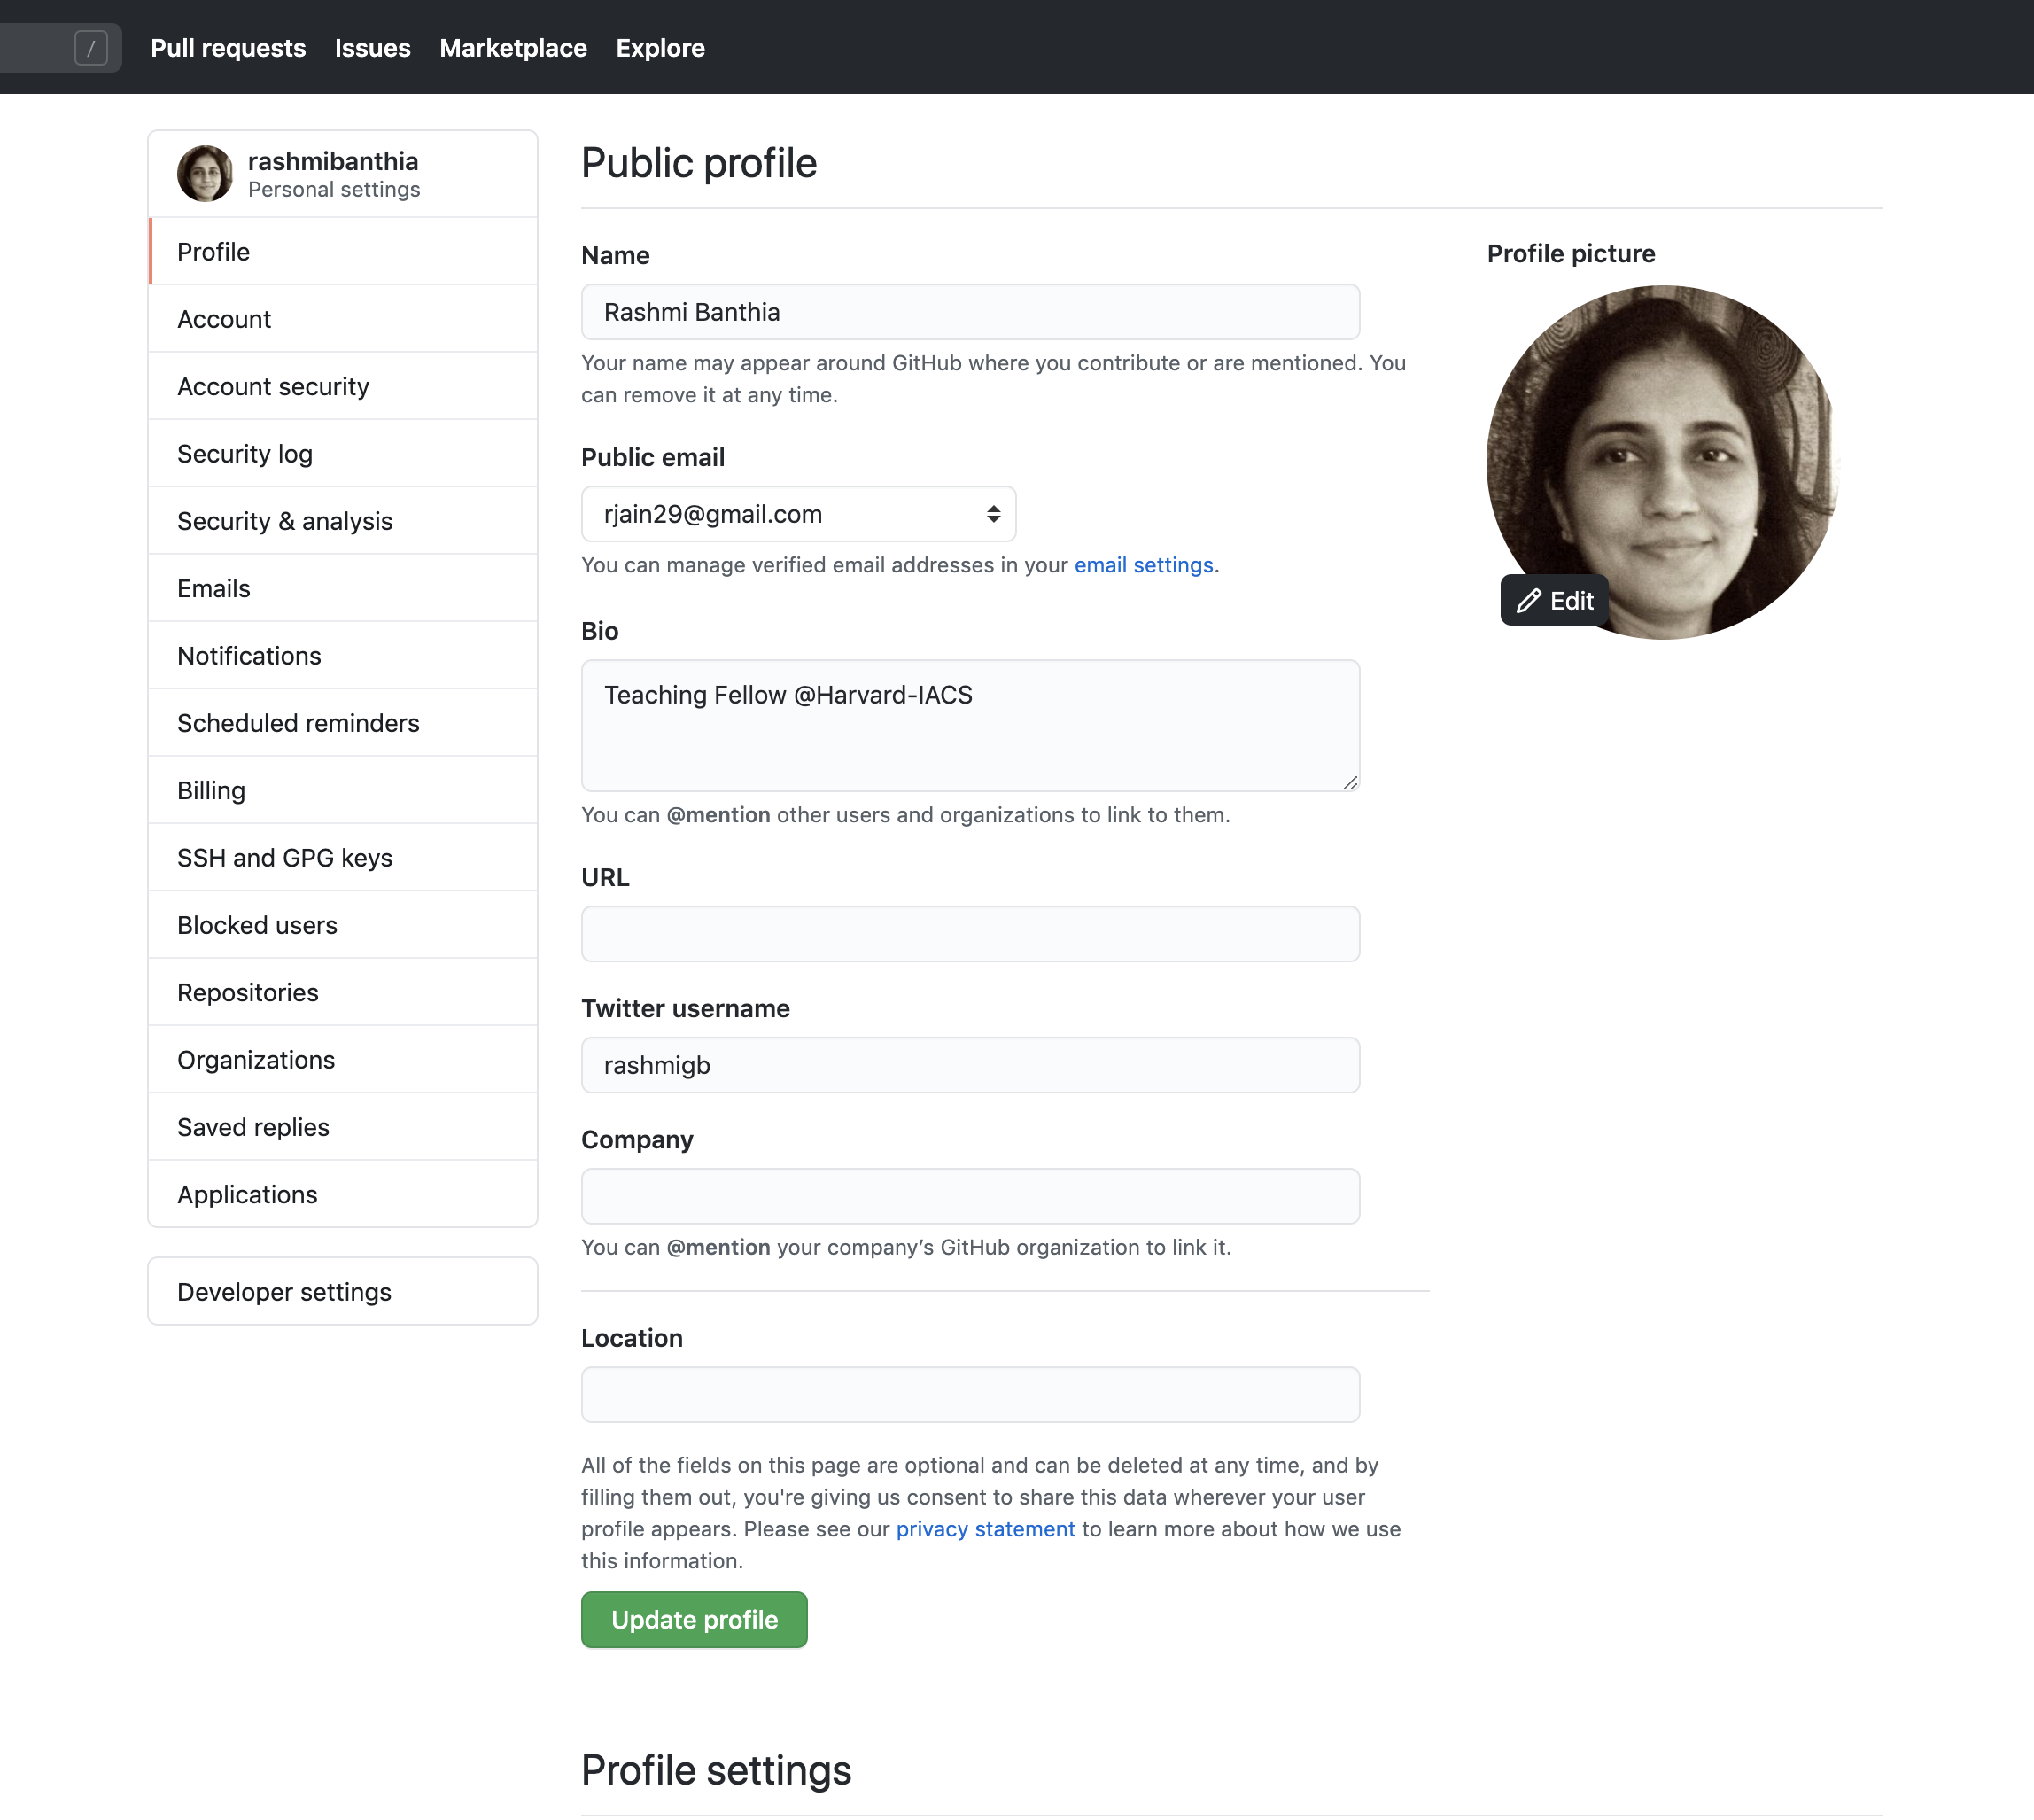 / Pull requests Issues Marketplace Explore
rashmibanthia
Personal settings
Profile
Account
Account security
Security log
Security & analysis
Emails
Notifications
Scheduled reminders
Billing
SSH and GPG keys
Blocked users
Repositories
Organizations
Saved replies
Applications
Developer settings
Public profile
Name
Rashmi Banthia
Your name may appear around GitHub where you contribute or are mentioned. You
can remove it at any time.
Public email
rjain29@gmail.com
You can manage verified email addresses in your email settings.
Bio
Teaching Fellow @Harvard-IACS
You can @mention other users and organizations to link to them.
URL
Twitter username
rashmigb
Company
You can @mention your company’s GitHub organization to link it.
Location
All of the fields on this page are optional and can be deleted at any time, and by
filling them out, you're giving us consent to share this data wherever your user
profile appears. Please see our privacy statement to learn more about how we use
this information.
Update profile
Profile picture
Edit
Profile settings